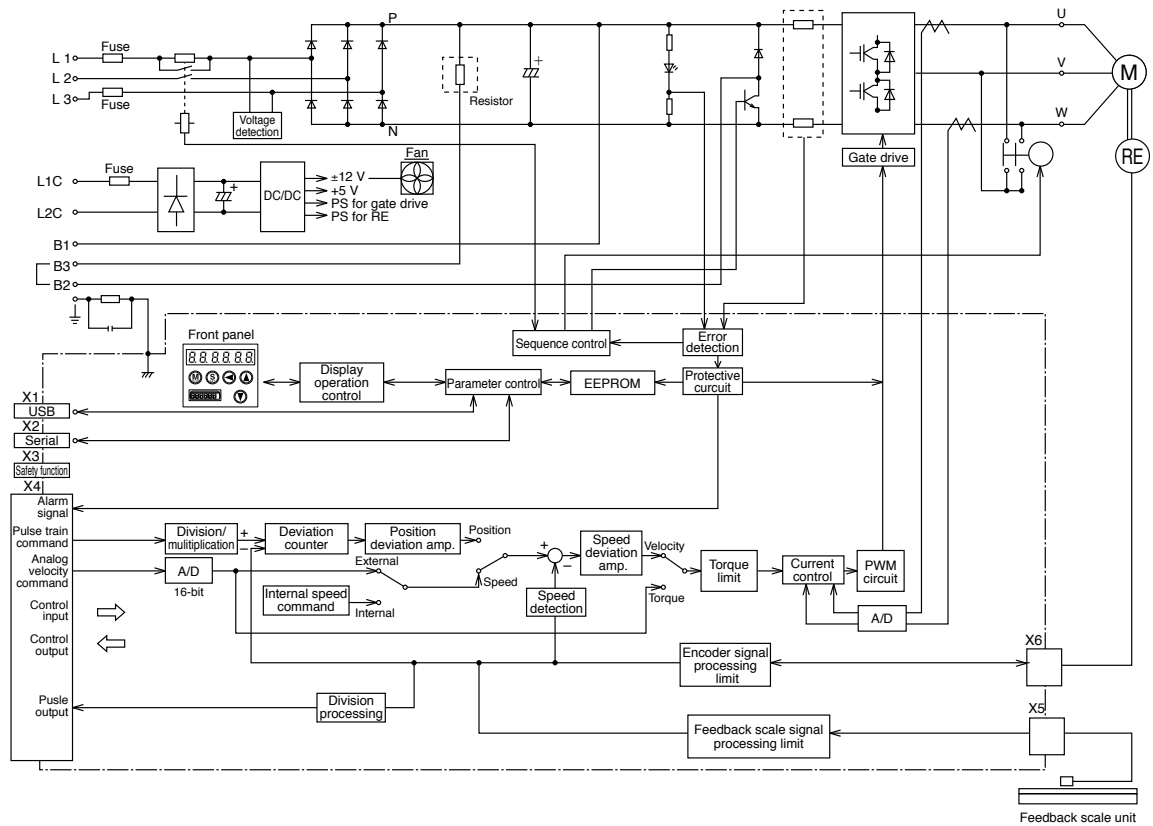 P
U
Fuse
L 1
L 2
V
M
L 3
Fuse
Resistor
Voltage
detection
N
W
Gate drive
RE
Fuse
Fan
L1C
±12 V
+5 V
DC/DC
PS for gate drive
PS for RE
L2C
B1
B3
B2
Front panel
8.8.8.8.8.8.
M S
Sequence control
Error
detection
Display
operation
control
Parameter control
EEPROM
Protective
curcuit
X1
USB
X2
Serial
X3
Safety function
X4
Alarm
signal
Pulse train
command
Division/
muitiplication
+
−
Deviation
counter
Position
deviation amp.
Position
Analog
velocity
command
A/D
16-bit
External
Speed
+
−
Speed
deviation
amp.
Velocity
Torque
limit
Current
control
PWM
circuit
Internal speed
command
Internal
Speed
detection
Torque
A/D
Control
input
Control
output
Encoder signal
processing
limit
X6
Pusle
output
Division
processing
Feedback scale signal
processing limit
X5
Feedback scale unit